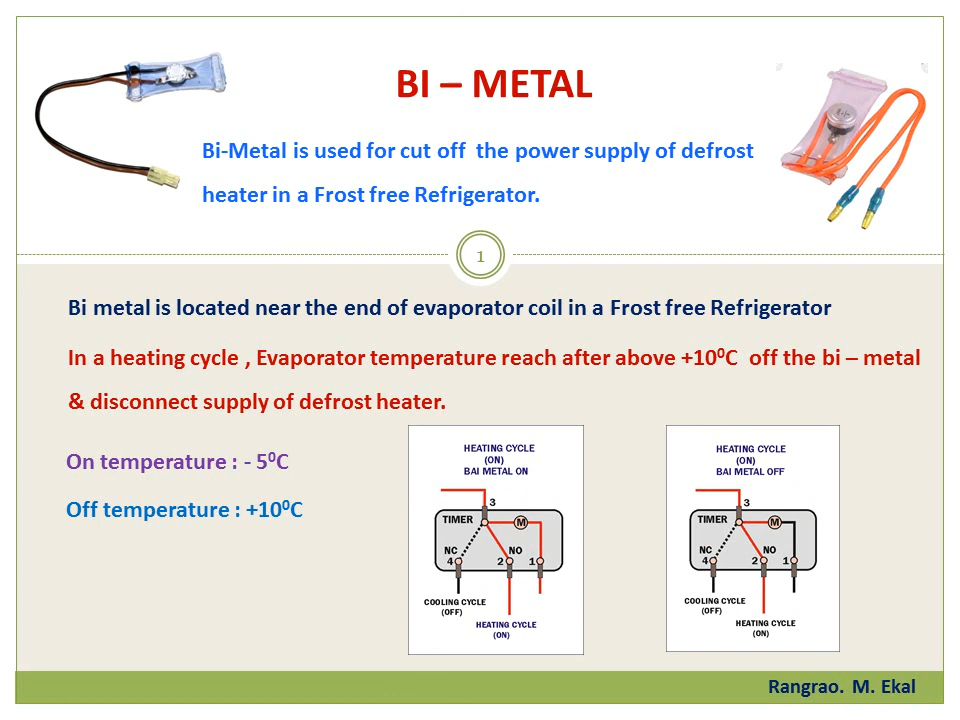 BI – METAL
Bi-Metal is used for cut off the power supply of defrost
heater in a Frost free Refrigerator.
1
Bi metal is located near the end of evaporator coil in a Frost free Refrigerator
In a heating cycle , Evaporator temperature reach after above +10⁰C off the bi – metal
& disconnect supply of defrost heater.
On temperature : - 5⁰C
Off temperature : +10⁰C
HEATING CYCLE
(ON)
BAI METAL ON
3
TIMER
M
NC
NO
4
2
1
COOLING CYCLE
(OFF)
HEATING CYCLE
(ON)
HEATING CYCLE
(ON)
BAI METAL OFF
3
TIMER
M
NC
NO
4
2
1
COOLING CYCLE
(OFF)
HEATING CYCLE
(ON)
Rangrao. M. Ekal